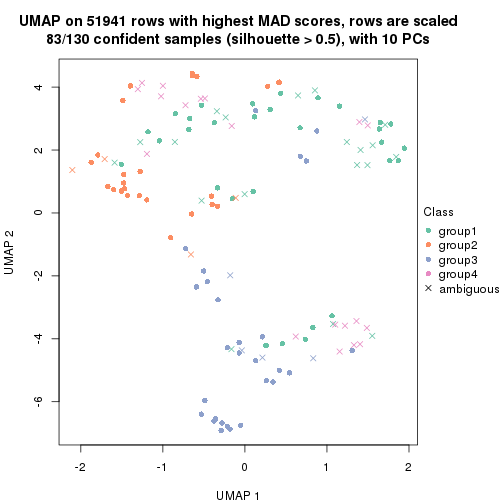 UMAP on 51941 rows with highest MAD scores, rows are scaled
83/130 confident samples (silhouette > 0.5), with 10 PCs
4
2
0
-2
-4
-6
UMAP 2
-2
-1
0
1
2
UMAP 1
Class
group1
group2
group3
group4
ambiguous